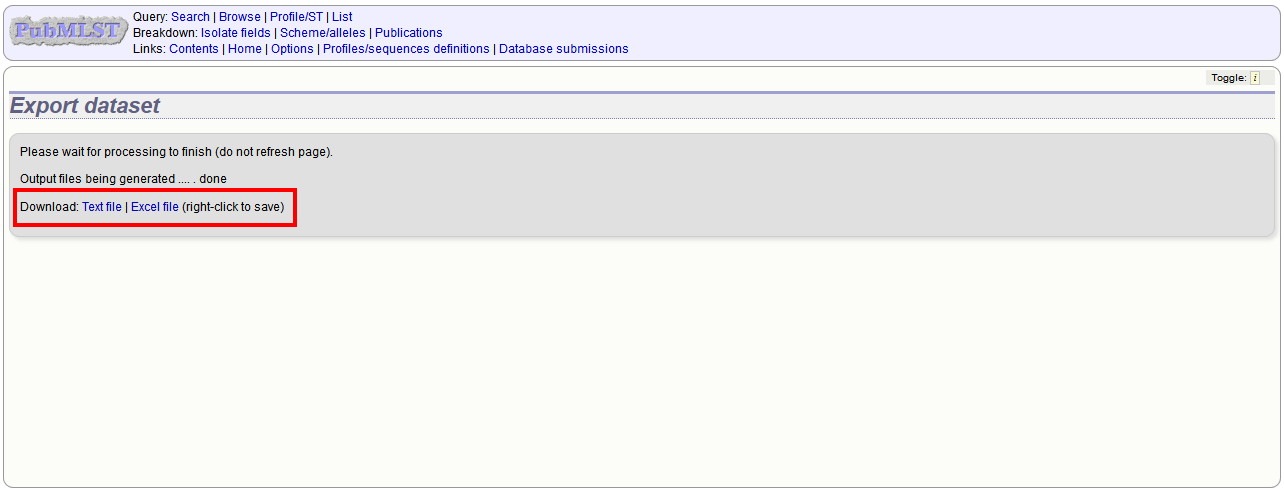 PubMLST
Query: Search | Browse | Profile/ST | List
Breakdown: Isolate fields | Scheme/alleles | Publications
Links: Contents | Home | Options | Profiles/sequences definitions | Database submissions
Toggle: i
Export dataset
Please wait for processing to finish (do not refresh page).
Output files being generated .... . done
Download: Text file | Excel file (right-click to save)